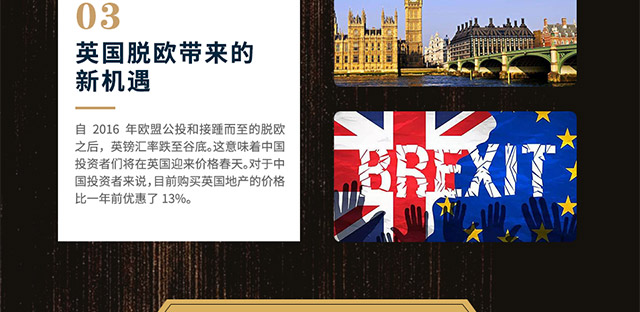 03
英国脱欧带来的
新机遇
自 2016 年欧盟公投和接踵而至的脱欧
之后，英镑汇率跌至谷底。这意味着中国
投资者们将在英国迎来价格春天。对于中
国投资者来说，目前购买英国地产的价格
比一年前优惠了 13%。
BREXIT